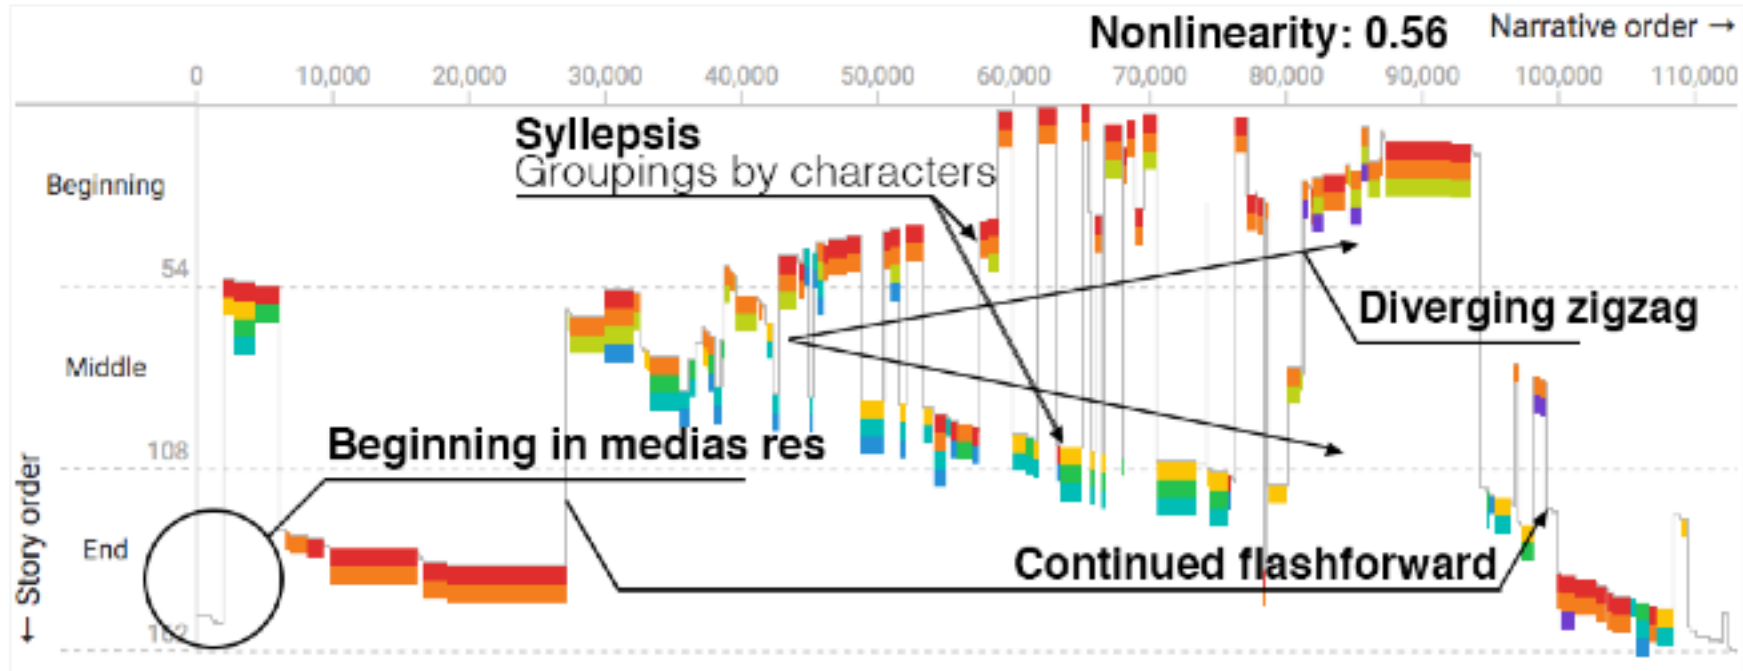 Nonlinearity: 0.56 Narrative order →
0 10,000 20,000 30,000 40,000 50,000 60,000 70,000 80,000 90,000 100,000 110,000
Syllepsis
Groupings by characters
Beginning
54
Diverging zigzag
Middle
108
Beginning in medias res
End
Continued flashforward
162
← Story order